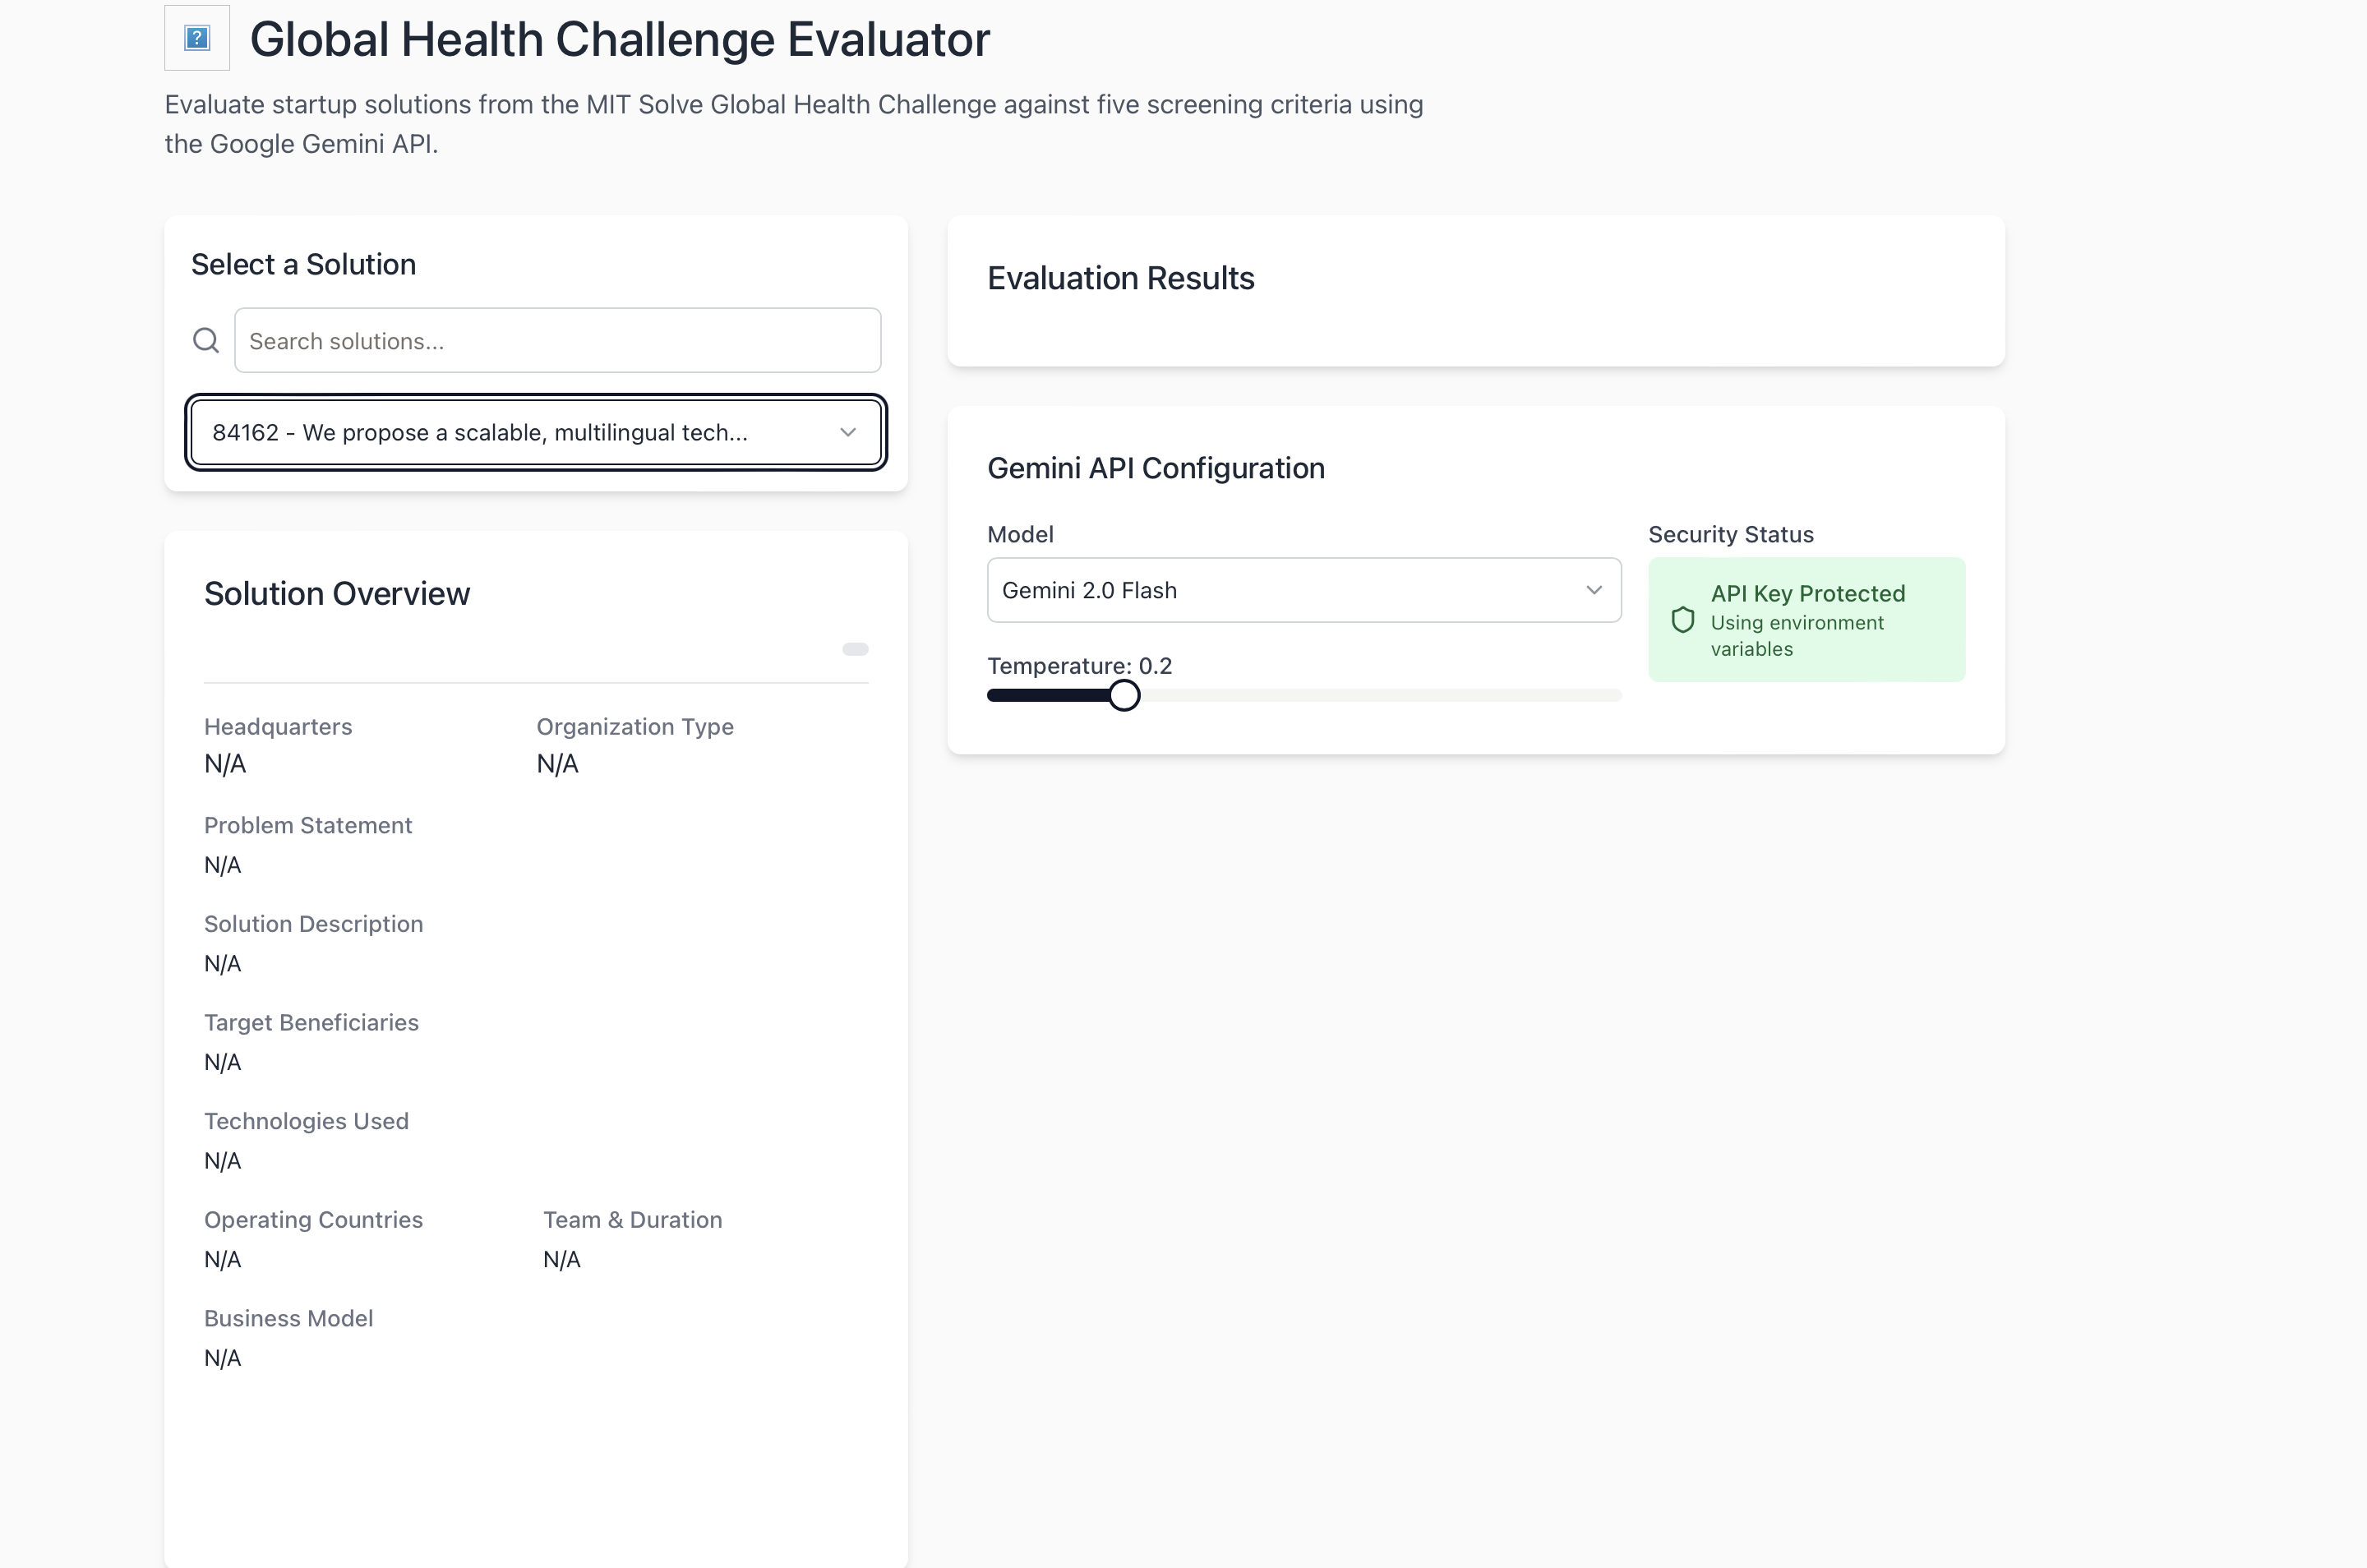 Global Health Challenge Evaluator
Evaluate startup solutions from the MIT Solve Global Health Challenge against five screening criteria using
the Google Gemini API.
Select a Solution
Search solutions...
84162 - We propose a scalable, multilingual tech...
Solution Overview
Headquarters
N/A
Organization Type
N/A
Problem Statement
N/A
Solution Description
N/A
Target Beneficiaries
N/A
Technologies Used
N/A
Operating Countries
N/A
Team & Duration
N/A
Business Model
N/A
Evaluation Results
Gemini API Configuration
Model
Gemini 2.0 Flash
Temperature: 0.2
Security Status
API Key Protected
Using environment
variables